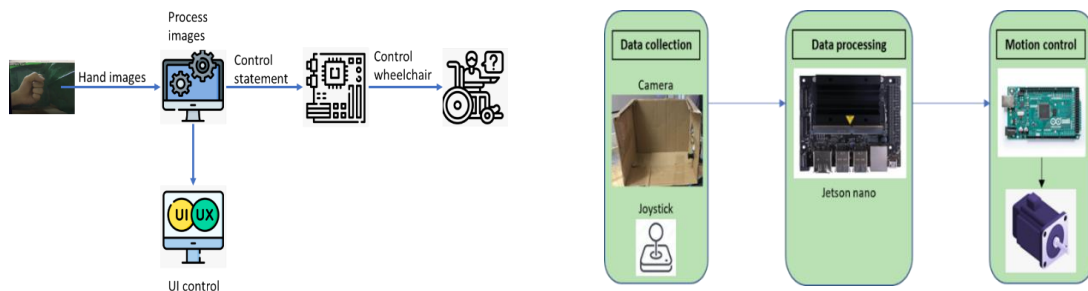 Process
images
Hand images
Control
statement
Control
wheelchair
?
UI UX
UI control
Data collection
Camera
Joystick
Data processing
Jetson nano
Motion control